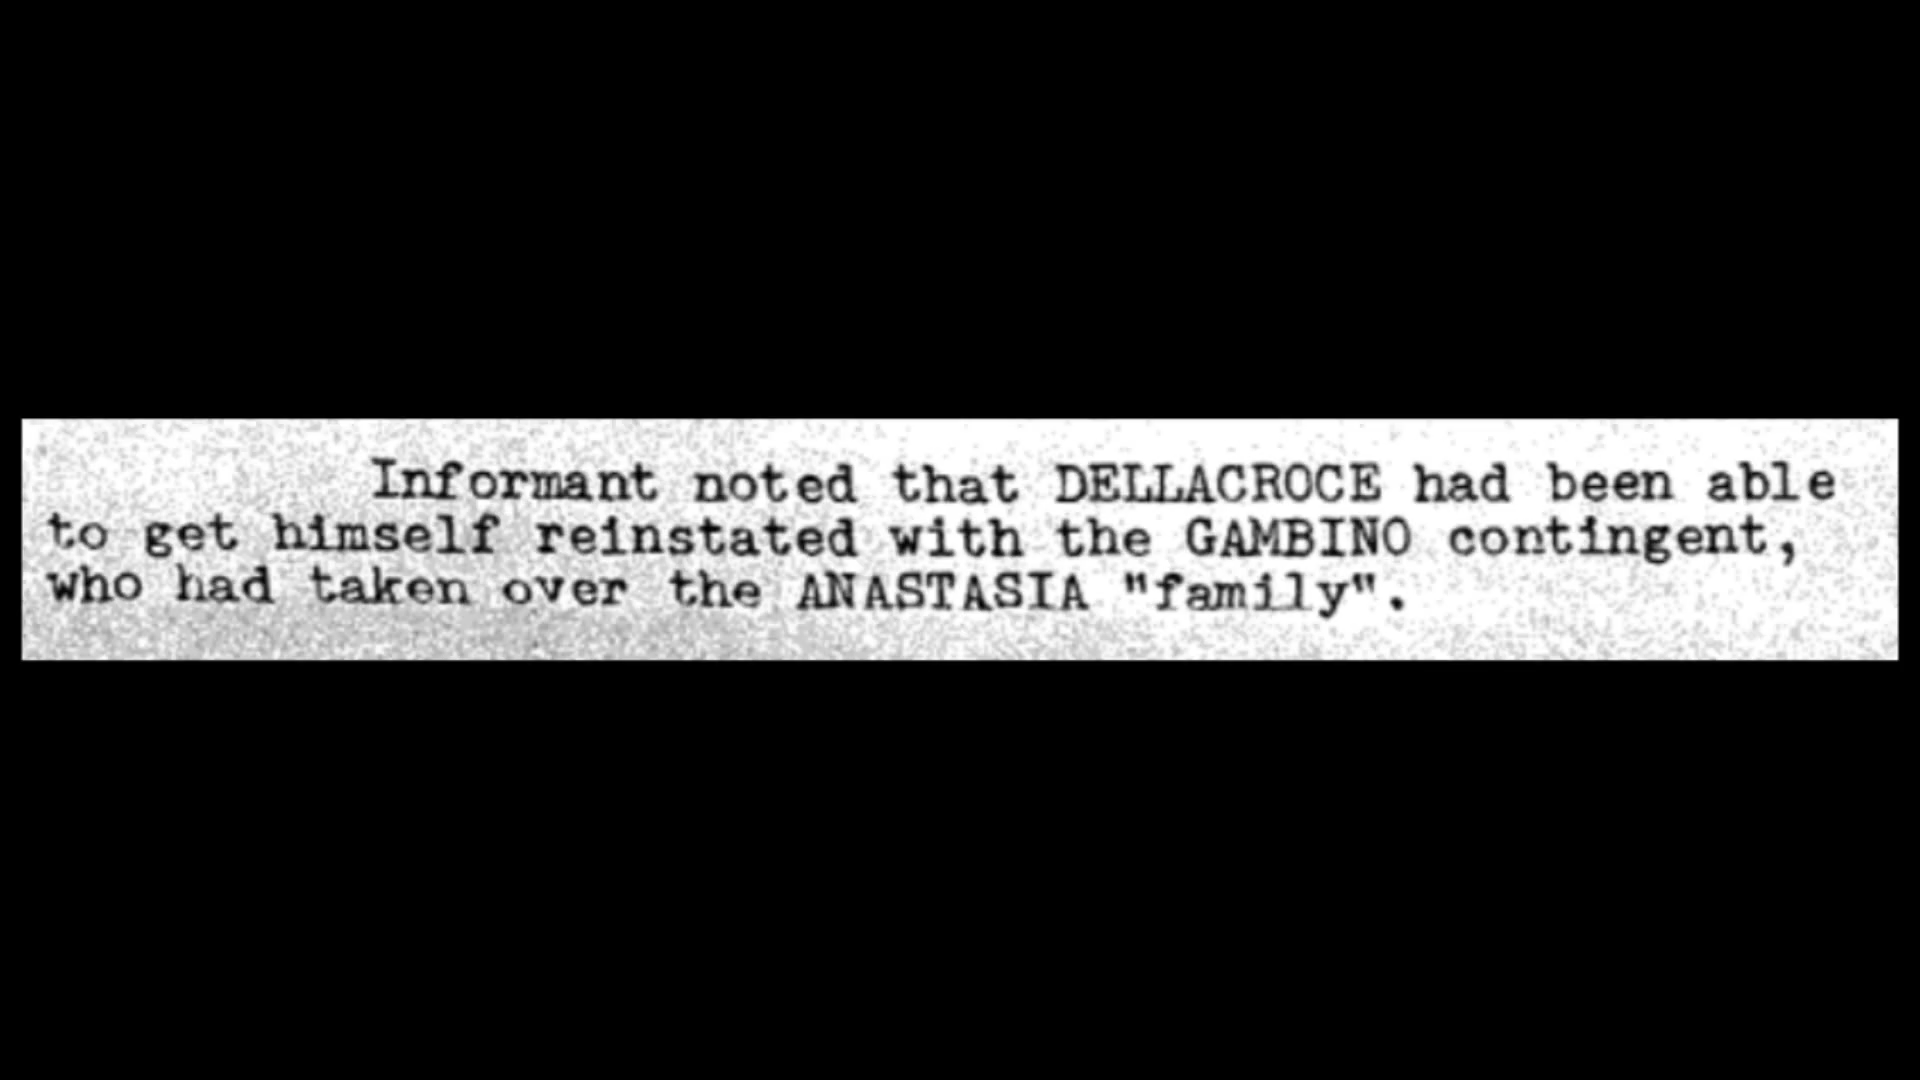 Informant noted that DELLACROCE had been able
to get himself reinstated with the GAMBINO contingent,
who had taken over the ANASTASIA "family".